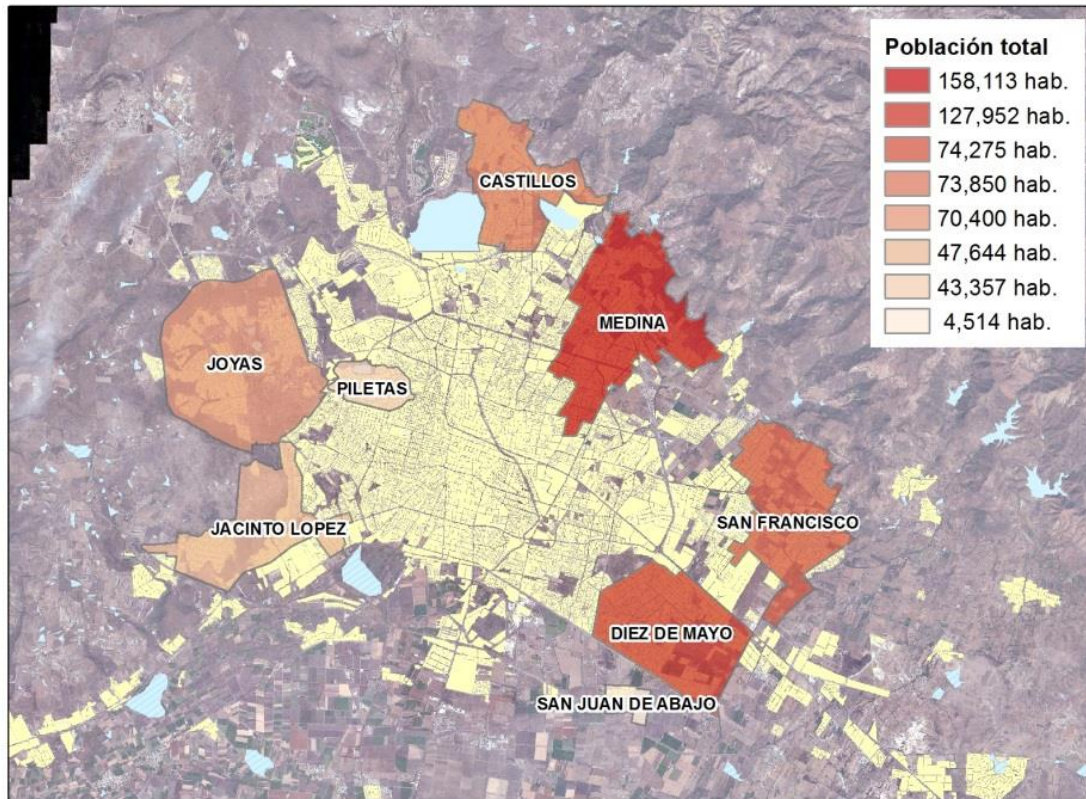 Población total
158,113 hab.
127,952 hab.
74,275 hab.
73,850 hab.
70,400 hab.
47,644 hab.
43,357 hab.
4,514 hab.
CASTILLOS
MEDINA
JOYAS
PILETAS
SAN FRANCISCO
JACINTO LOPEZ
DIEZ DE MAYO
SAN JUAN DE ABAJO